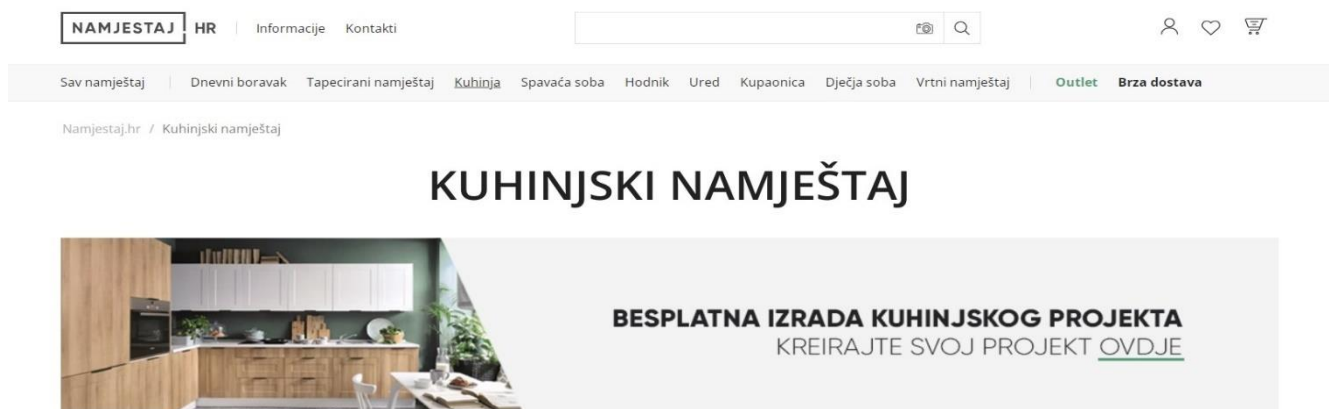 NAMJESTAJ HR Informacije Kontakti
Sav namještaj Dnevni boravak Tapecirani namještaj Kuhinja Spavaća soba Hodnik Ured Kupaonica Dječja soba Vrtni namještaj Outlet Brza dostava
Namjestaj.hr / Kuhinjski namještaj
KUHINJSKI NAMJEŠTAJ
BESPLATNA IZRADA KUHINJSKOG PROJEKTA
KREIRAJTE SVOJ PROJEKT OVDJE